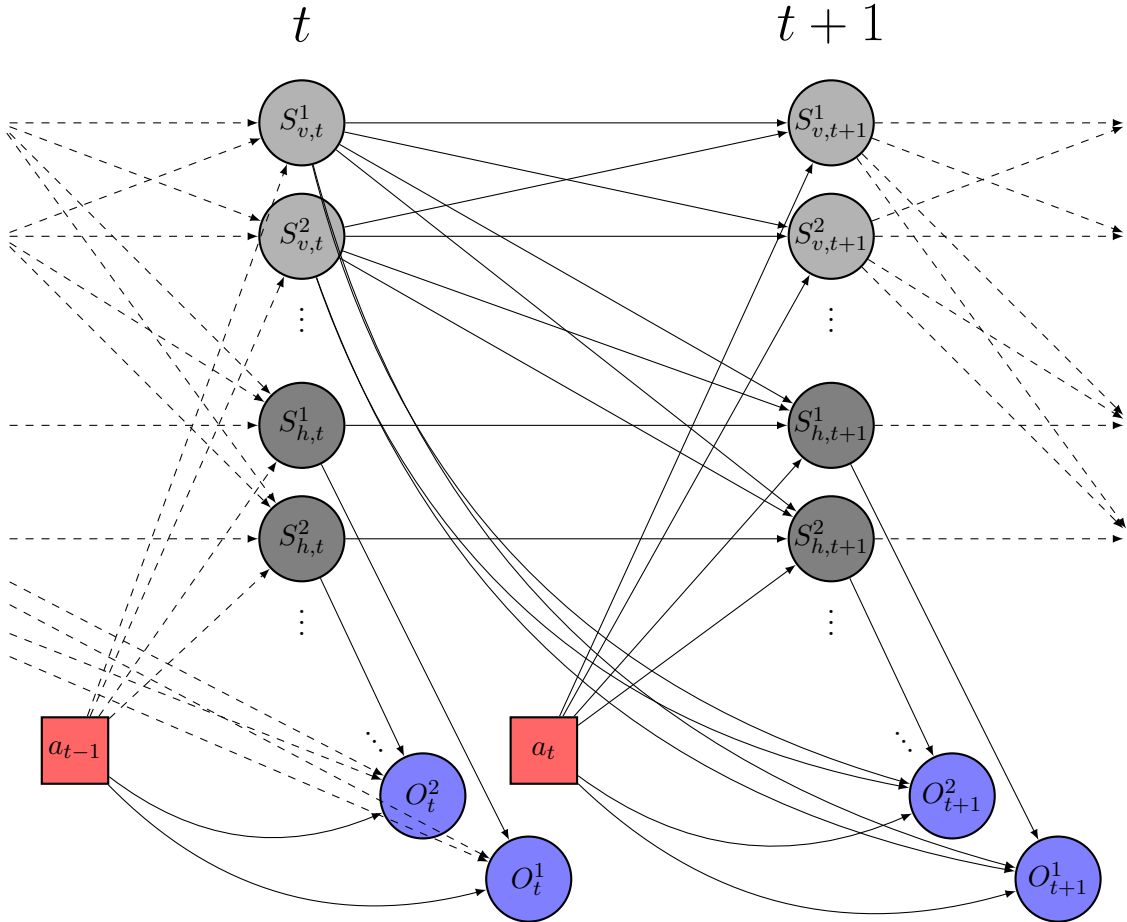 t t + 1
S^1_{v,t} S^1_{v,t+1}
S^2_{v,t} S^2_{v,t+1}
⋮ ⋮
S^1_{h,t} S^1_{h,t+1}
S^2_{h,t} S^2_{h,t+1}
⋮ ⋮
a_{t−1} ⋱ a_t ⋱
O^2_t O^2_{t+1}
O^1_t O^1_{t+1}